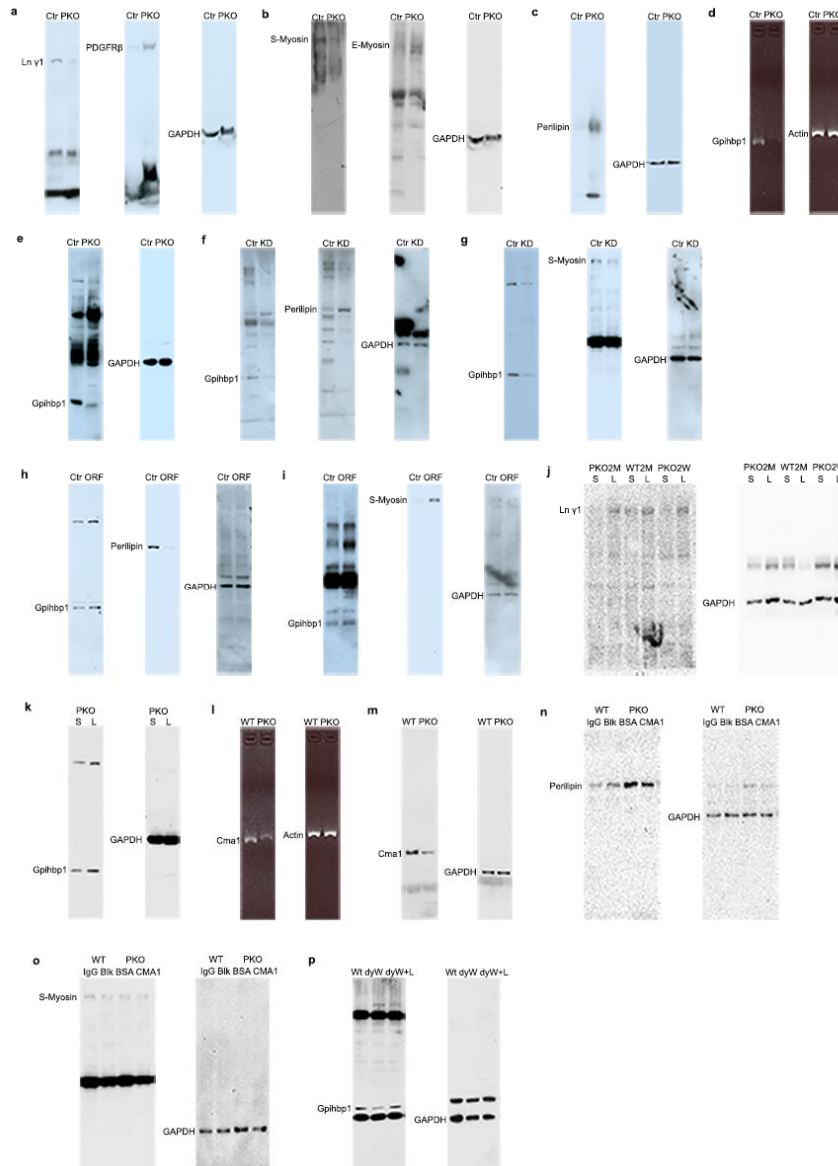 a
Ctr PKO
Ctr PKO
Ctr PKO
Ln γ1
PDGFRβ
GAPDH
b
Ctr PKO
Ctr PKO
Ctr PKO
S-Myosin
E-Myosin
GAPDH
c
Ctr PKO
Ctr PKO
Perilipin
GAPDH
d
Ctr PKO
Ctr PKO
Gpihbp1
Actin
e
Ctr PKO
Ctr PKO
GAPDH
Gpihbp1
f
Ctr KD
Ctr KD
Ctr KD
Perilipin
GAPDH
Gpihbp1
g
Ctr KD
Ctr KD
Ctr KD
S-Myosin
GAPDH
Gpihbp1
h
Ctr ORF
Ctr ORF
Ctr ORF
Perilipin
GAPDH
Gpihbp1
i
Ctr ORF
Ctr ORF
Ctr ORF
S-Myosin
GAPDH
Gpihbp1
j
PKO2M WT2M PKO2W
S L S L S L
PKO2M WT2M PKO2W
S L S L S L
Ln γ1
GAPDH
k
PKO
S L
PKO
S L
GAPDH
Gpihbp1
l
WT PKO
WT PKO
Cma1
Actin
m
WT PKO
WT PKO
Cma1
GAPDH
n
WT PKO
IgG Blk BSA CMA1
WT PKO
IgG Blk BSA CMA1
Perilipin
GAPDH
o
WT PKO
IgG Blk BSA CMA1
WT PKO
IgG Blk BSA CMA1
S-Myosin
GAPDH
p
Wt dyW dyW+L
Wt dyW dyW+L
Gpihbp1
GAPDH